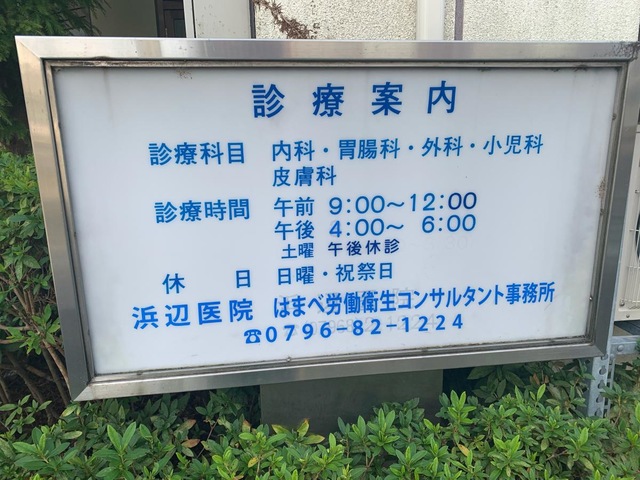 診療案内
診療科目 内科・胃腸科・外科・小児科
皮膚科
診療時間 午前 9:00～12:00
午後 4:00～ 6:00
土曜 午後休診
休 日 日曜・祝祭日
浜辺医院 はまべ労働衛生コンサルタント事務所
☎0796-82-1224